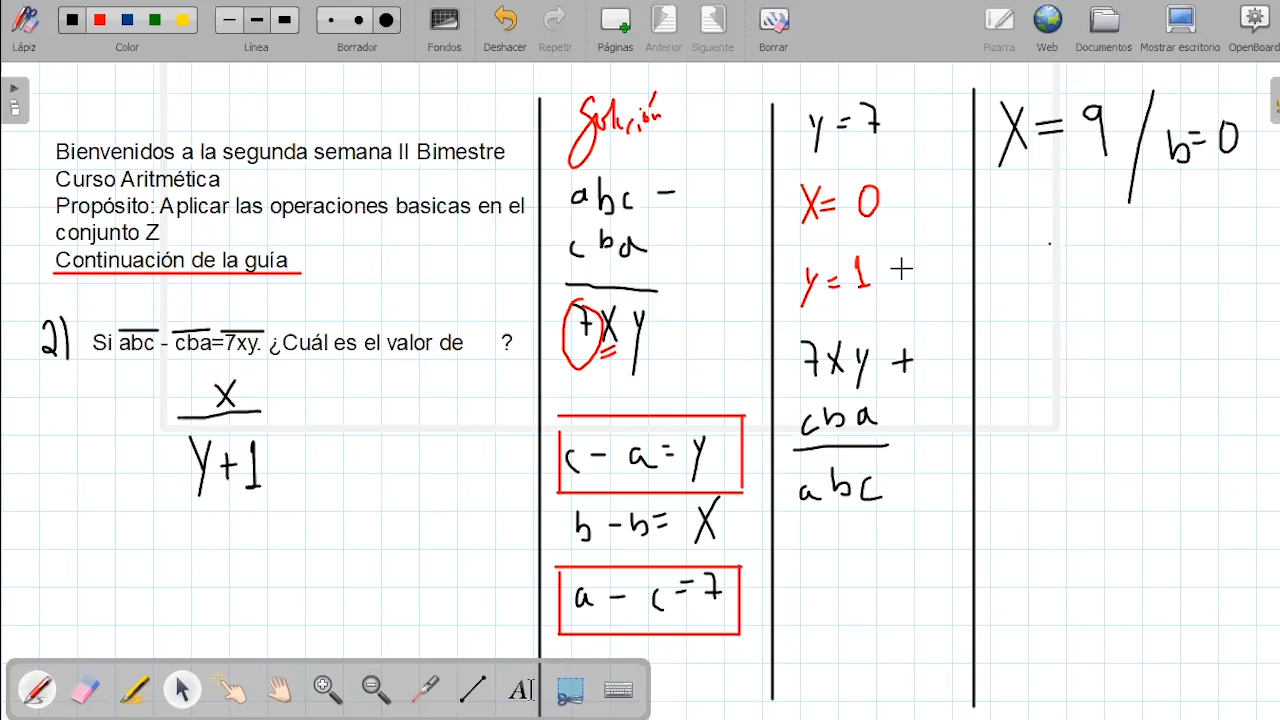 Lápiz Color Línea Borrador Fondos Deshacer Repetir Páginas Anterior Siguiente Borrar Pizarra Web Documentos Mostrar escritorio OpenBoard
Bienvenidos a la segunda semana II Bimestre
Curso Aritmética
Propósito: Aplicar las operaciones basicas en el
conjunto Z
Continuación de la guía
2) Si abc - cba=7xy. ¿Cuál es el valor de ?
X
Y+1
Solución
abc -
cba
7XY
c - a = y
b - b = X
a - c = 7
y = 7
X = 0
y = 1
7XY +
cba
abc
X = 9 / b = 0